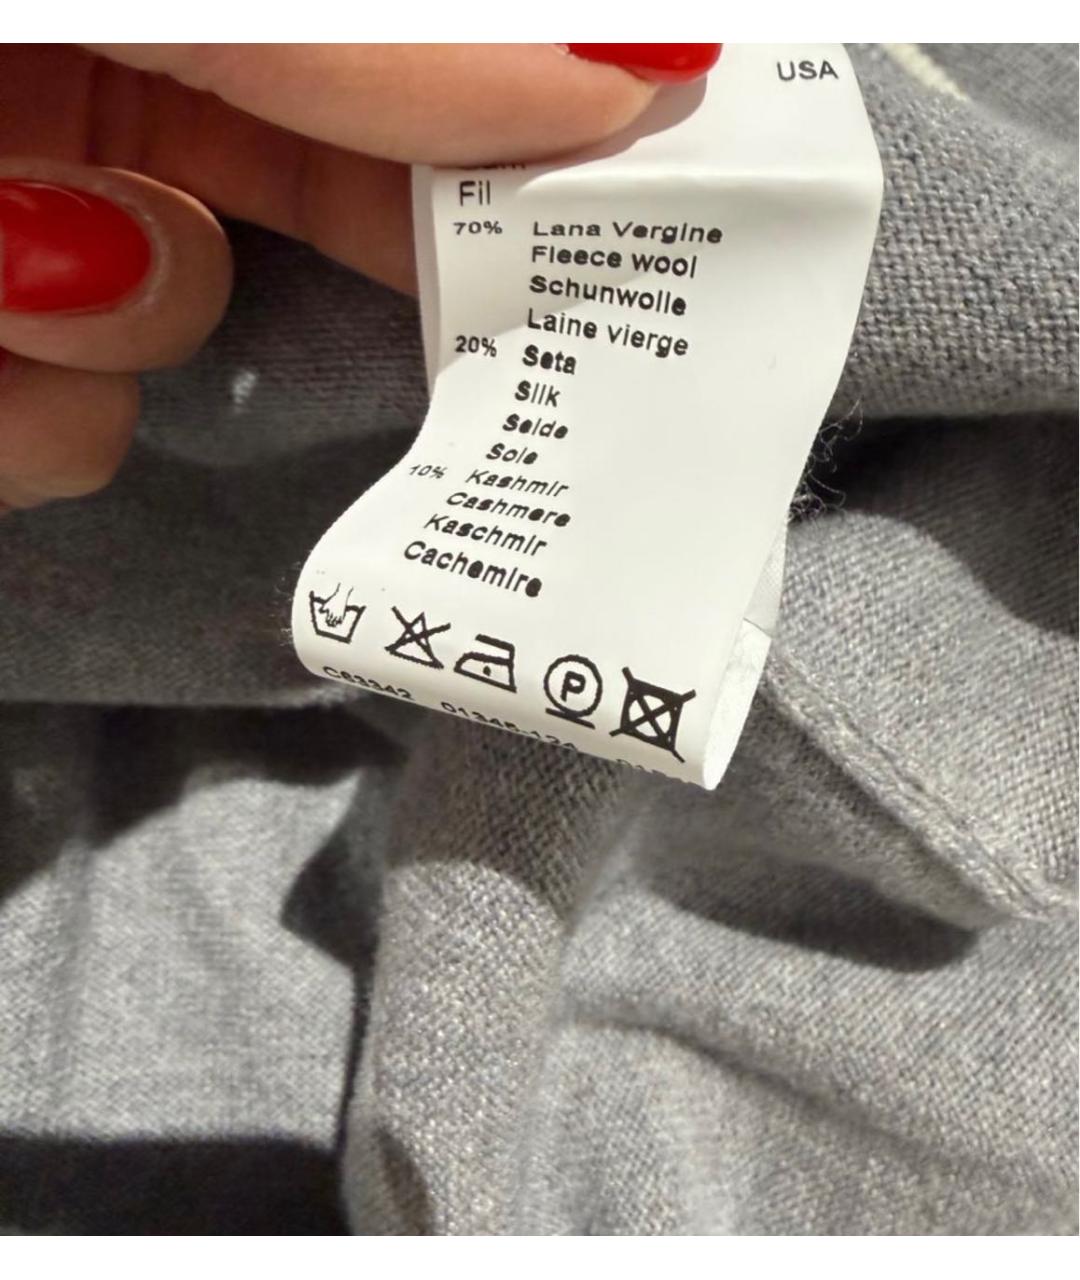 USA
Fil
70% Lana Vergine
Fleece wool
Schunwolle
Laine vierge
20% Seta
Silk
Seide
Soie
10% Kashmir
Cashmere
Kaschmir
Cachemire
P
C63342